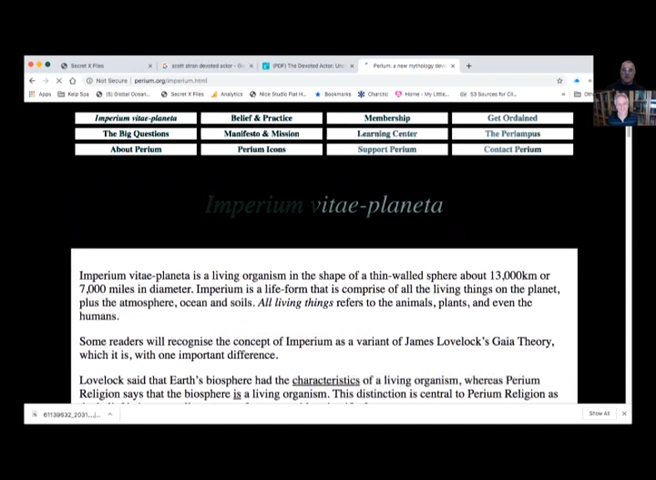 Secret X Files
scott atran devoted actor - G
(PDF) The Devoted Actor: Un
Perium: a new mythology dev
Not Secure | perium.org/imperium.html
Apps
Kelp Spa
(6) Global Ocean...
Secret X Files
Analytics
Nice Studio Flat H...
Bookmarks
Charctic
Home - My Little...
53 Sources for Cli...
Imperium vitae-planeta
Belief & Practice
Membership
Get Ordained
The Big Questions
Manifesto & Mission
Learning Center
The Periampus
About Perium
Perium Icons
Support Perium
Contact Perium
Imperium vitae-planeta
Imperium vitae-planeta is a living organism in the shape of a thin-walled sphere about 13,000km or
7,000 miles in diameter. Imperium is a life-form that is comprise of all the living things on the planet,
plus the atmosphere, ocean and soils. All living things refers to the animals, plants, and even the
humans.
Some readers will recognise the concept of Imperium as a variant of James Lovelock's Gaia Theory,
which it is, with one important difference.
Lovelock said that Earth's biosphere had the characteristics of a living organism, whereas Perium
Religion says that the biosphere is a living organism. This distinction is central to Perium Religion as
Show All